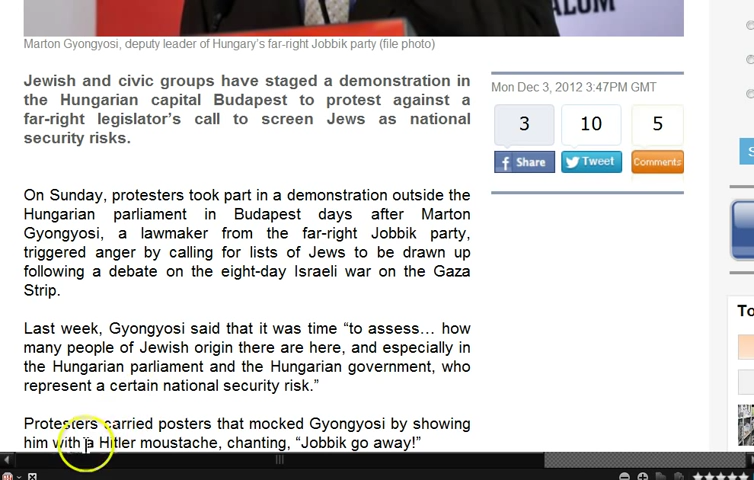 ALUM
Marton Gyongyosi, deputy leader of Hungary's far-right Jobbik party (file photo)
Jewish and civic groups have staged a demonstration in
the Hungarian capital Budapest to protest against a
far-right legislator's call to screen Jews as national
security risks.
Mon Dec 3, 2012 3:47PM GMT
3 10 5
f Share Tweet Comments
On Sunday, protesters took part in a demonstration outside the
Hungarian parliament in Budapest days after Marton
Gyongyosi, a lawmaker from the far-right Jobbik party,
triggered anger by calling for lists of Jews to be drawn up
following a debate on the eight-day Israeli war on the Gaza
Strip.
Last week, Gyongyosi said that it was time “to assess… how
many people of Jewish origin there are here, and especially in
the Hungarian parliament and the Hungarian government, who
represent a certain national security risk.”
Protesters carried posters that mocked Gyongyosi by showing
him with a Hitler moustache, chanting, “Jobbik go away!”
To